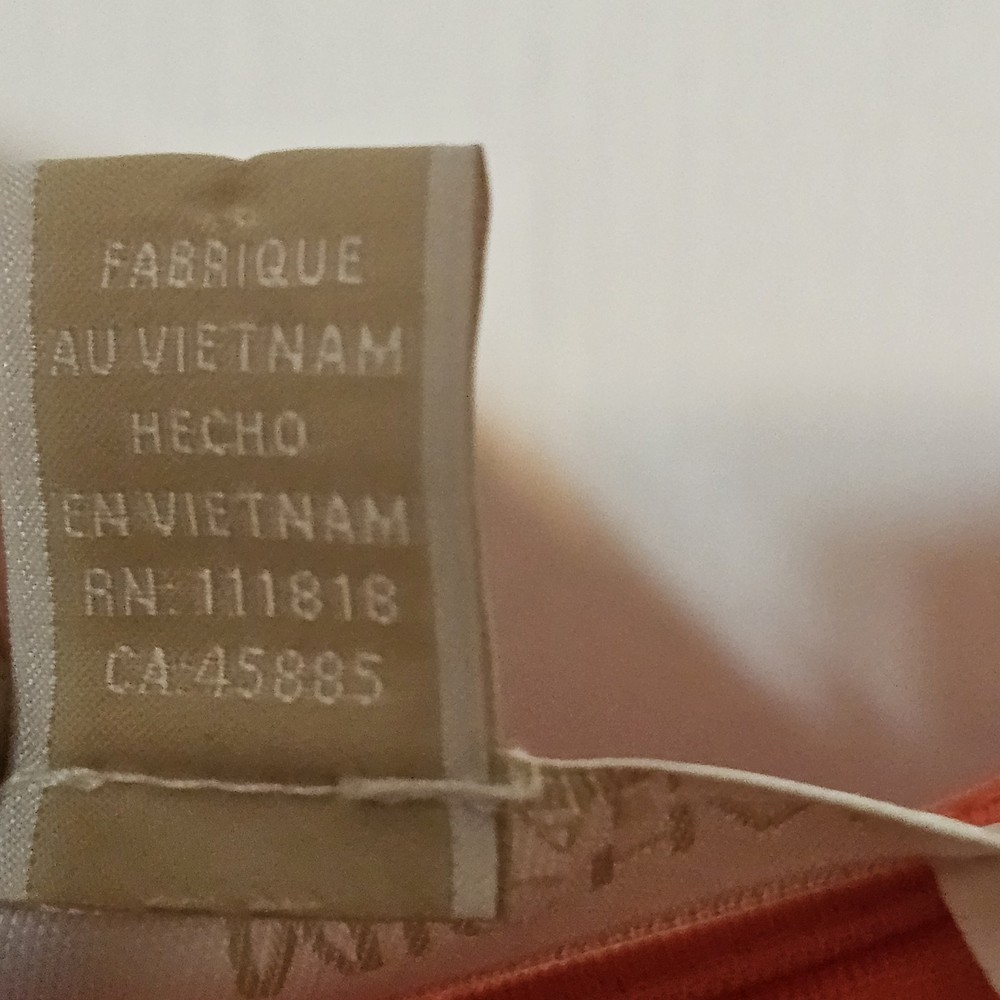 FABRIQUE
AU VIETNAM
HECHO
EN VIETNAM
RN: 111818
CA:45885